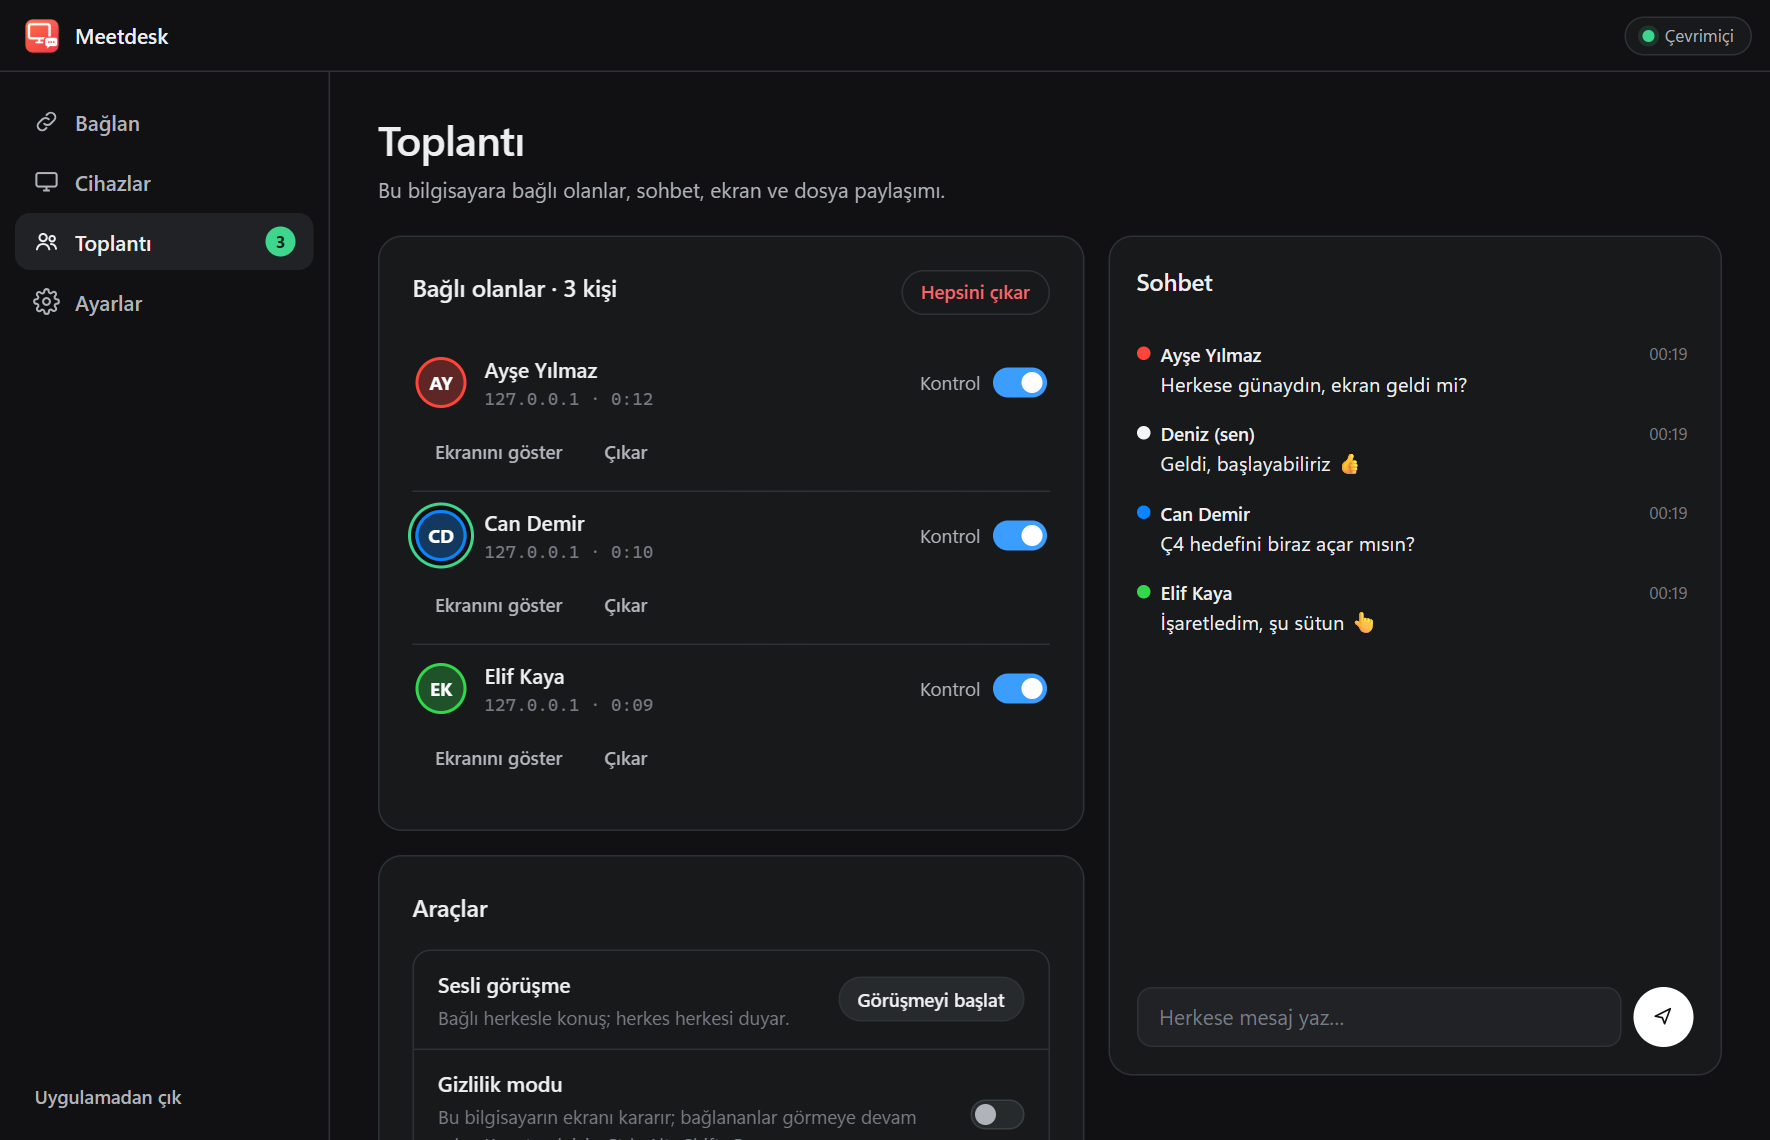 Meetdesk
Çevrimiçi
Bağlan
Cihazlar
Toplantı
3
Ayarlar
Uygulamadan çık
Toplantı
Bu bilgisayara bağlı olanlar, sohbet, ekran ve dosya paylaşımı.
Bağlı olanlar · 3 kişi
Hepsini çıkar
AY
Ayşe Yılmaz
127.0.0.1 · 0:12
Kontrol
Ekranını göster
Çıkar
CD
Can Demir
127.0.0.1 · 0:10
Kontrol
Ekranını göster
Çıkar
EK
Elif Kaya
127.0.0.1 · 0:09
Kontrol
Ekranını göster
Çıkar
Araçlar
Sesli görüşme
Bağlı herkesle konuş; herkes herkesi duyar.
Görüşmeyi başlat
Gizlilik modu
Bu bilgisayarın ekranı kararır; bağlananlar görmeye devam
Sohbet
Ayşe Yılmaz
00:19
Herkese günaydın, ekran geldi mi?
Deniz (sen)
00:19
Geldi, başlayabiliriz 👍
Can Demir
00:19
Ç4 hedefini biraz açar mısın?
Elif Kaya
00:19
İşaretledim, şu sütun 👆
Herkese mesaj yaz...